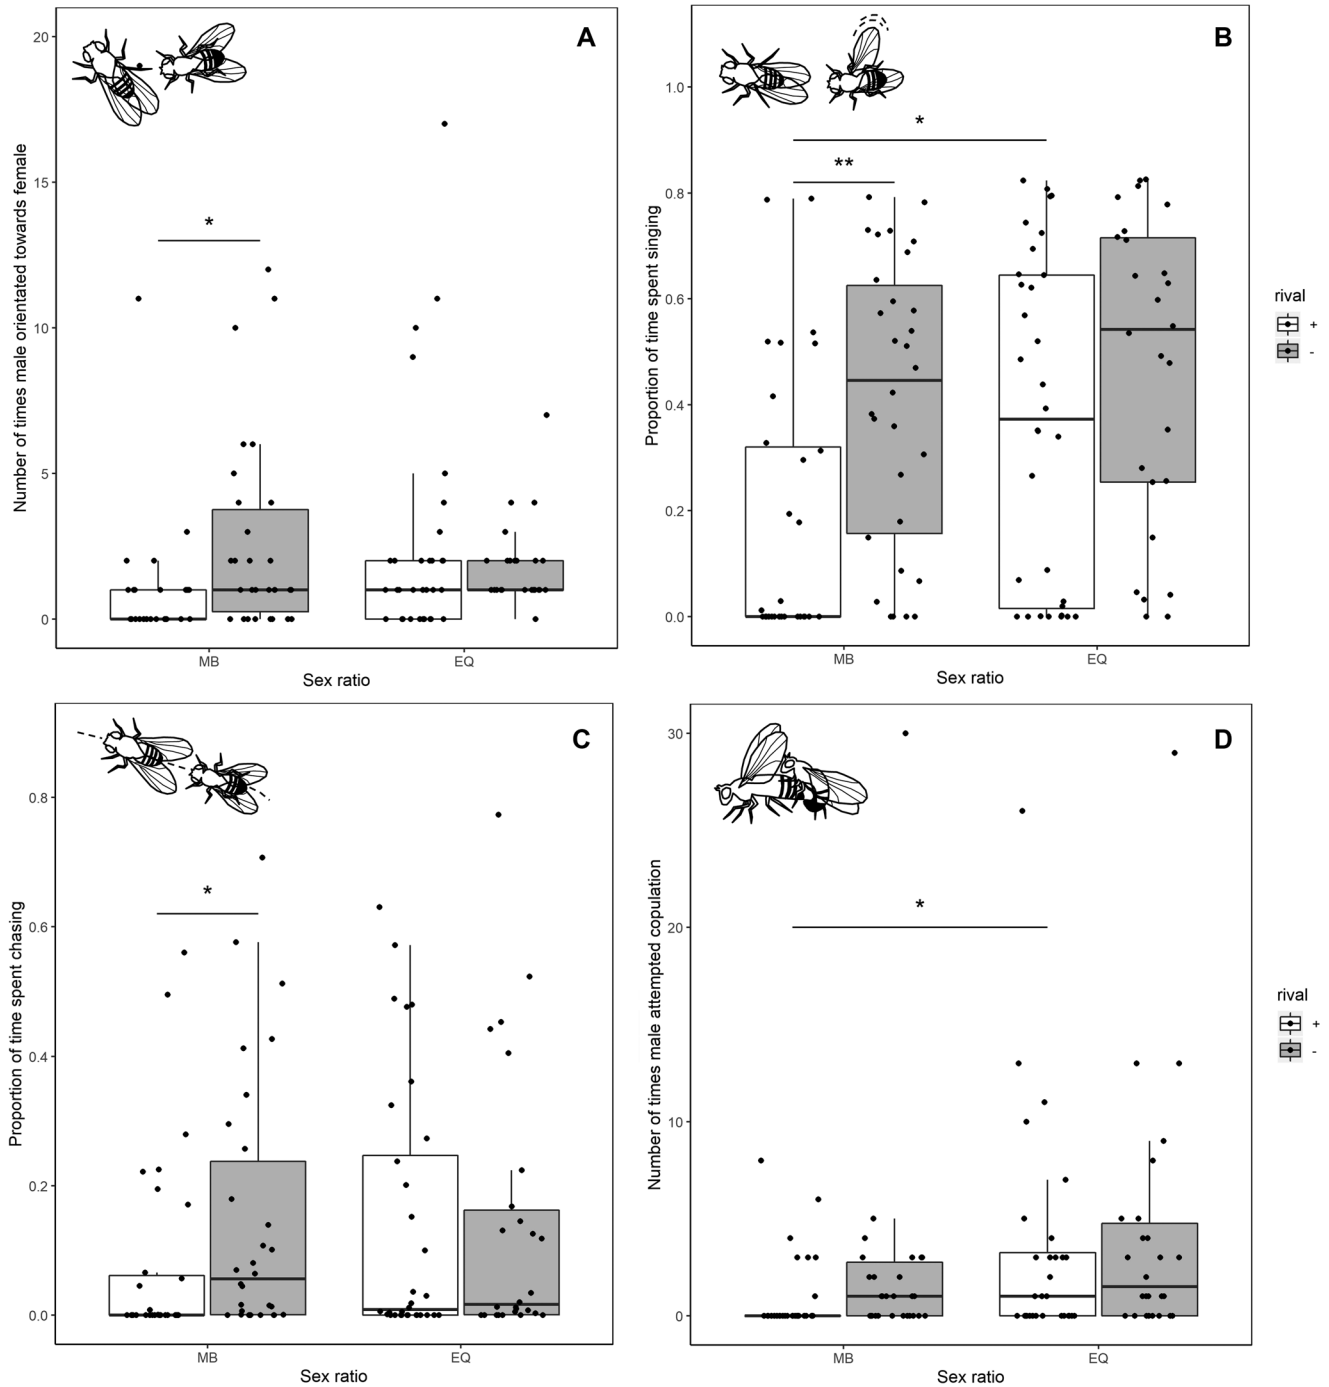 A
Number of times male orientated towards female
20
15
10
5
0
*
MB
EQ
Sex ratio
B
Proportion of time spent singing
1.0
0.8
0.6
0.4
0.2
0.0
*
**
MB
EQ
Sex ratio
rival
+
-
C
Proportion of time spent chasing
0.8
0.6
0.4
0.2
0.0
*
MB
EQ
Sex ratio
D
Number of times male attempted copulation
30
20
10
0
*
MB
EQ
Sex ratio
rival
+
-